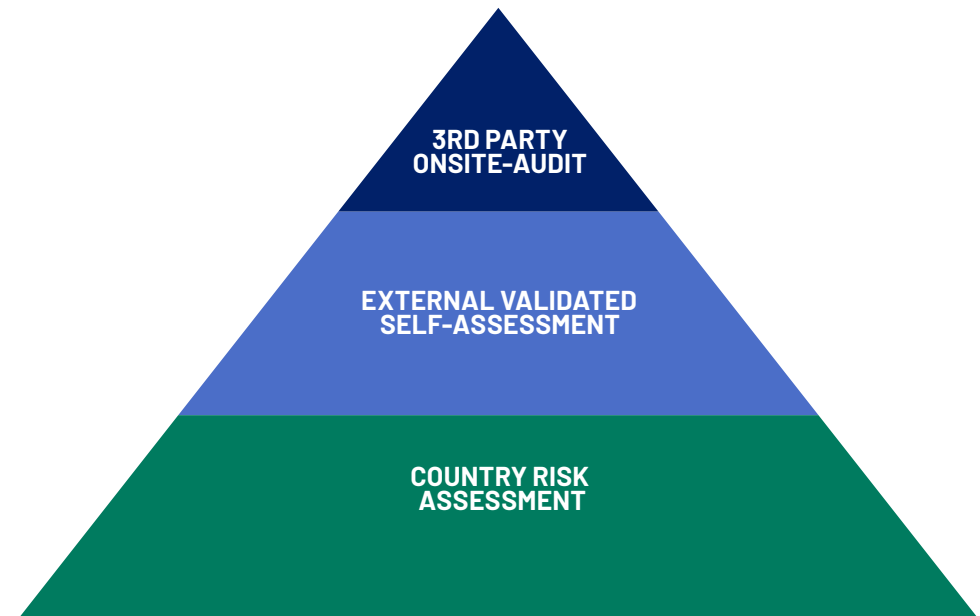 3RD PARTY
ONSITE-AUDIT
EXTERNAL VALIDATED
SELF-ASSESSMENT
COUNTRY RISK
ASSESSMENT